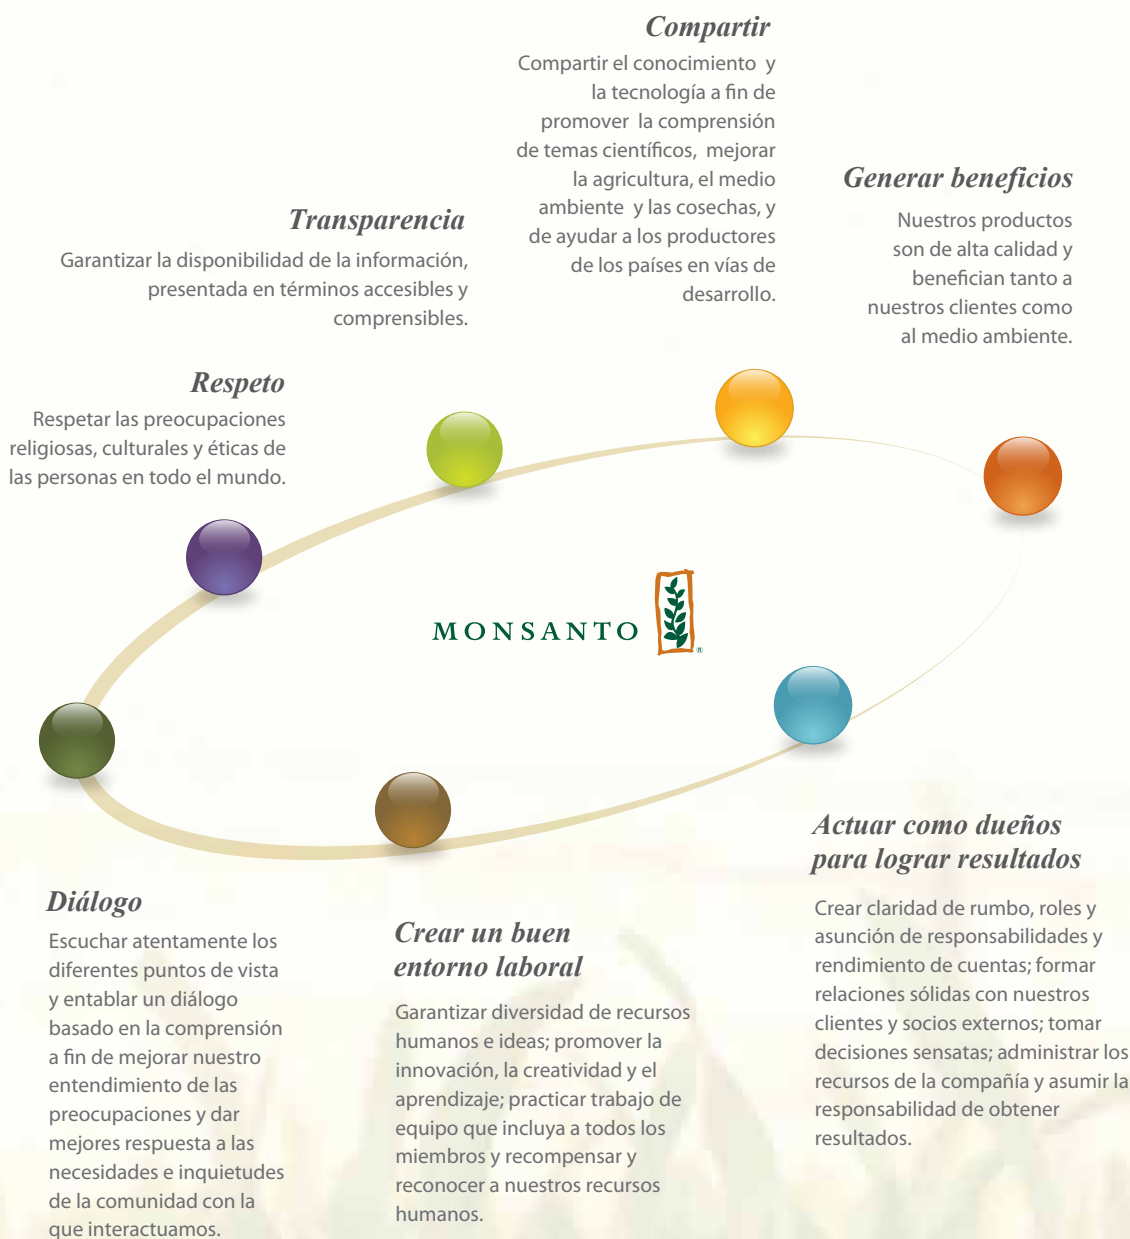 Compartir
Compartir el conocimiento y
la tecnología a fin de
promover la comprensión
de temas científicos, mejorar
la agricultura, el medio
ambiente y las cosechas, y
de ayudar a los productores
de los países en vías de
desarrollo.
Generar beneficios
Nuestros productos
son de alta calidad y
benefician tanto a
nuestros clientes como
al medio ambiente.
Transparencia
Garantizar la disponibilidad de la información,
presentada en términos accesibles y
comprensibles.
Respeto
Respetar las preocupaciones
religiosas, culturales y éticas de
las personas en todo el mundo.
MONSANTO
®
Diálogo
Escuchar atentamente los
diferentes puntos de vista
y entablar un diálogo
basado en la comprensión
a fin de mejorar nuestro
entendimiento de las
preocupaciones y dar
mejores respuesta a las
necesidades e inquietudes
de la comunidad con la
que interactuamos.
Crear un buen
entorno laboral
Garantizar diversidad de recursos
humanos e ideas; promover la
innovación, la creatividad y el
aprendizaje; practicar trabajo de
equipo que incluya a todos los
miembros y recompensar y
reconocer a nuestros recursos
humanos.
Actuar como dueños
para lograr resultados
Crear claridad de rumbo, roles y
asunción de responsabilidades y
rendimiento de cuentas; formar
relaciones sólidas con nuestros
clientes y socios externos; tomar
decisiones sensatas; administrar los
recursos de la compañía y asumir la
responsabilidad de obtener
resultados.